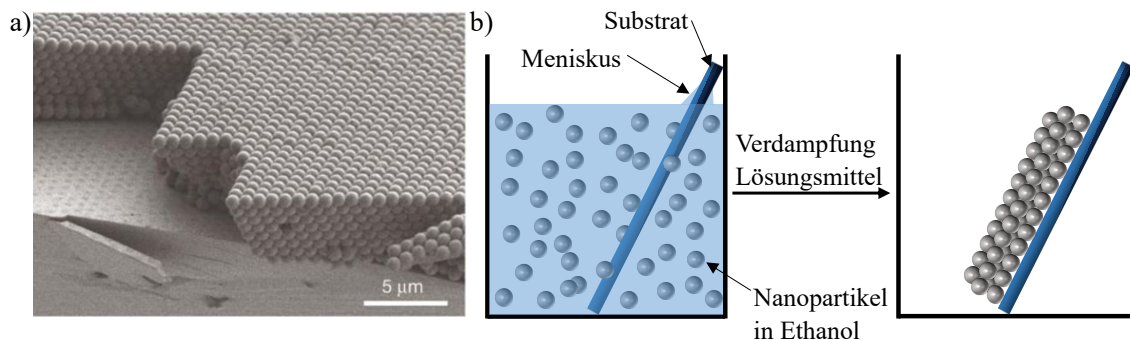 a)
5 μm
b)
Substrat
Meniskus
Verdampfung
Lösungsmittel
Nanopartikel
in Ethanol